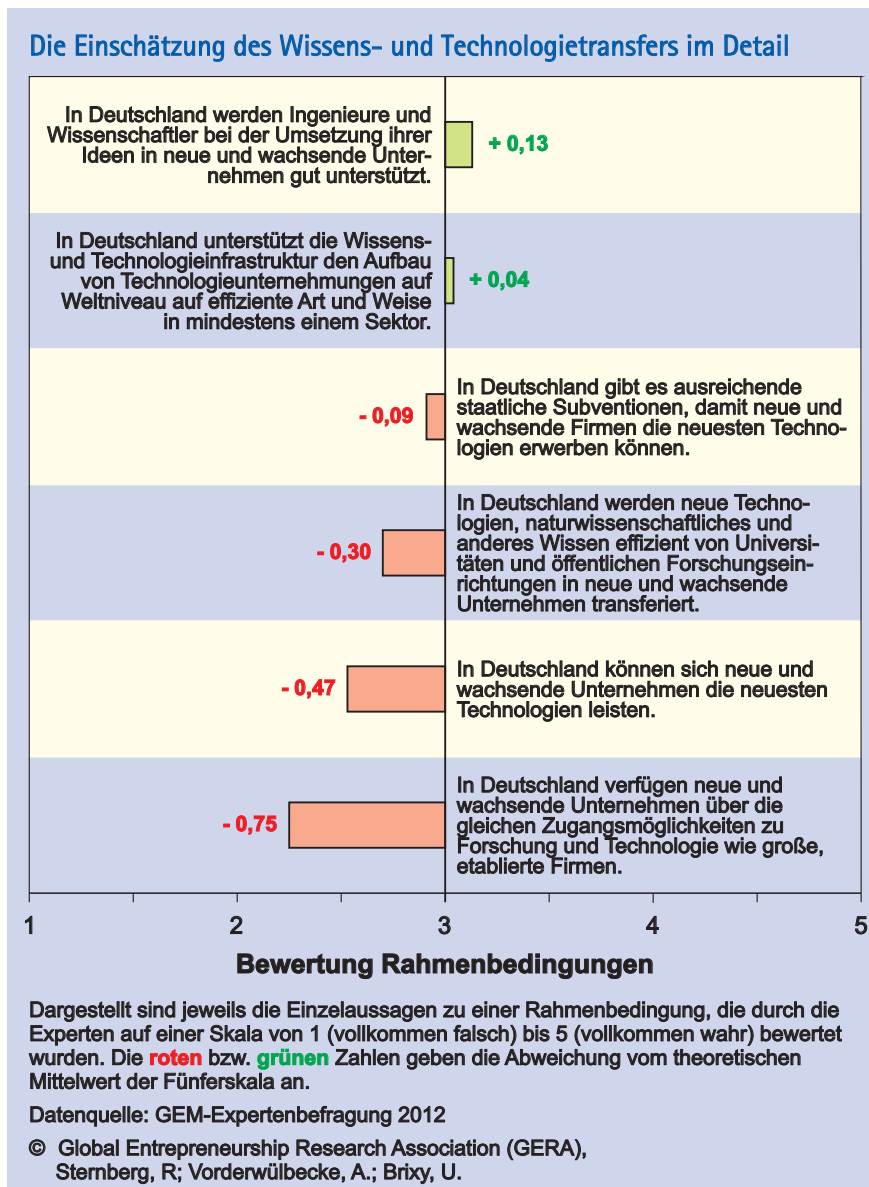 Die Einschätzung des Wissens- und Technologietransfers im Detail
In Deutschland werden Ingenieure und
Wissenschaftler bei der Umsetzung ihrer
Ideen in neue und wachsende Unter-
nehmen gut unterstützt.
+ 0,13
In Deutschland unterstützt die Wissens-
und Technologieinfrastruktur den Aufbau
von Technologieunternehmungen auf
Weltniveau auf effiziente Art und Weise
in mindestens einem Sektor.
+ 0,04
- 0,09
In Deutschland gibt es ausreichende
staatliche Subventionen, damit neue und
wachsende Firmen die neuesten Techno-
logien erwerben können.
- 0,30
In Deutschland werden neue Techno-
logien, naturwissenschaftliches und
anderes Wissen effizient von Universi-
täten und öffentlichen Forschungsein-
richtungen in neue und wachsende
Unternehmen transferiert.
- 0,47
In Deutschland können sich neue und
wachsende Unternehmen die neuesten
Technologien leisten.
- 0,75
In Deutschland verfügen neue und
wachsende Unternehmen über die
gleichen Zugangsmöglichkeiten zu
Forschung und Technologie wie große,
etablierte Firmen.
1 2 3 4 5
Bewertung Rahmenbedingungen
Dargestellt sind jeweils die Einzelaussagen zu einer Rahmenbedingung, die durch die
Experten auf einer Skala von 1 (vollkommen falsch) bis 5 (vollkommen wahr) bewertet
wurden. Die roten bzw. grünen Zahlen geben die Abweichung vom theoretischen
Mittelwert der Fünferskala an.
Datenquelle: GEM-Expertenbefragung 2012
© Global Entrepreneurship Research Association (GERA),
Sternberg, R; Vorderwülbecke, A.; Brixy, U.